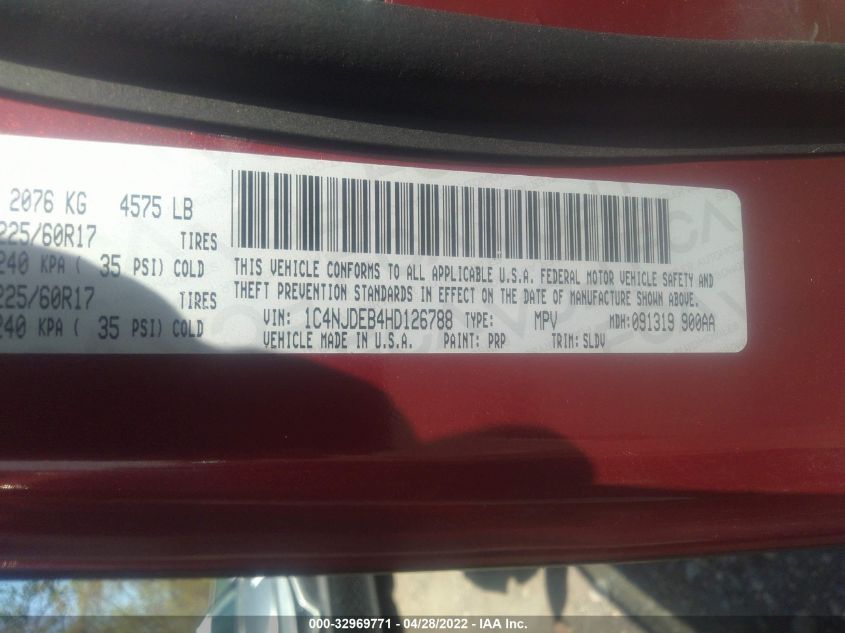 2076 KG 4575 LB
225/60R17 TIRES
240 KPA ( 35 PSI) COLD
225/60R17 TIRES
240 KPA ( 35 PSI) COLD
THIS VEHICLE CONFORMS TO ALL APPLICABLE U.S.A. FEDERAL MOTOR VEHICLE SAFETY AND
THEFT PREVENTION STANDARDS IN EFFECT ON THE DATE OF MANUFACTURE SHOWN ABOVE.
VIN: 1C4NJDEB4HD126788 TYPE: MPV MDH: 091319 900AA
VEHICLE MADE IN U.S.A. PAINT: PRP TRIM: SLDV
000-32969771 - 04/28/2022 - IAA Inc.